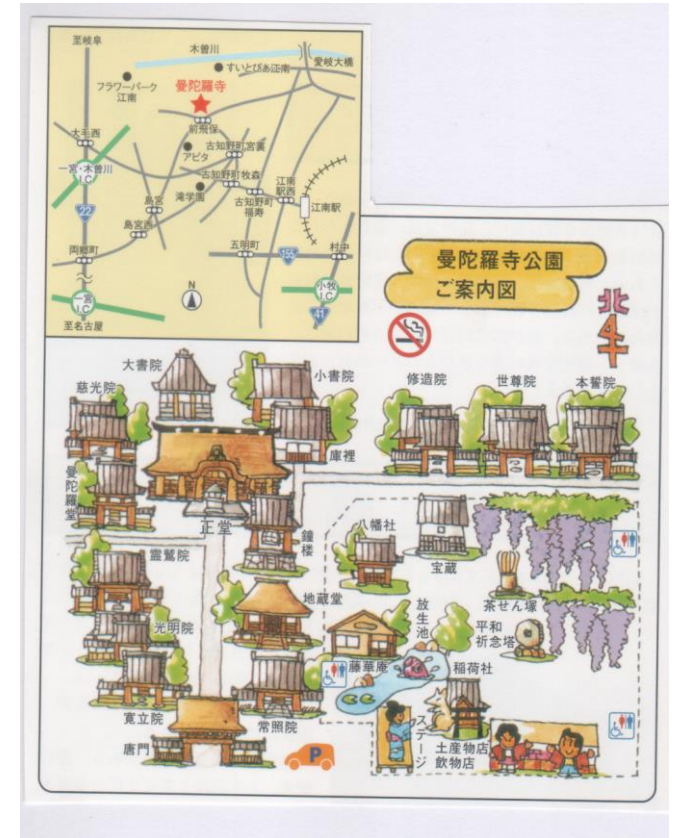 至岐阜
木曽川
愛岐大橋
すいとぴあ江南
フラワーパーク
江南
曼陀羅寺
前飛保
大毛西
アピタ
古知野町宮裏
一宮・木曽川
I.C
古知野町牧森
江南
駅西
滝学園
22
島宮
古知野町
福寿
江南駅
島宮西
両郷町
五明町
155
村中
N
小牧
I.C
一宮
I.C
41
至名古屋
曼陀羅寺公園
ご案内図
北
大書院
小書院
慈光院
修造院
世尊院
本誓院
庫裡
曼陀羅堂
正堂
鐘楼
八幡社
宝蔵
霊鷲院
地蔵堂
放生池
茶せん塚
光明院
平和
祈念塔
藤華庵
稲荷社
寛立院
常照院
ステージ
唐門
P
土産物店
飲物店